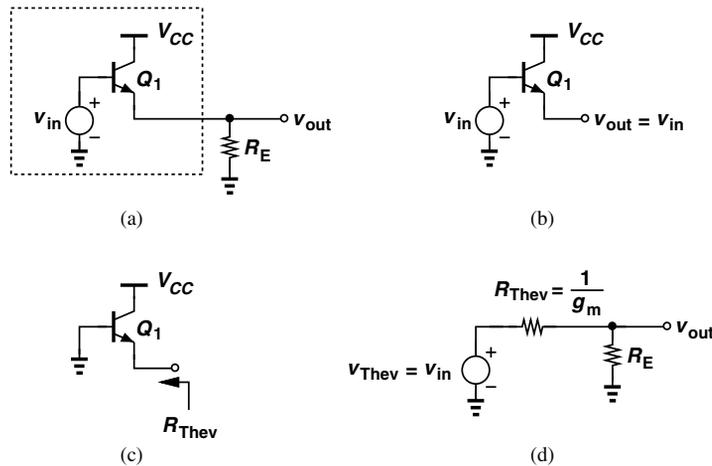 V_CC
Q_1
v_in
+
−
v_out
R_E
(a)
V_CC
Q_1
v_in
+
−
v_out = v_in
(b)
V_CC
Q_1
R_Thev
(c)
R_Thev = 1/g_m
v_out
v_Thev = v_in
+
−
R_E
(d)